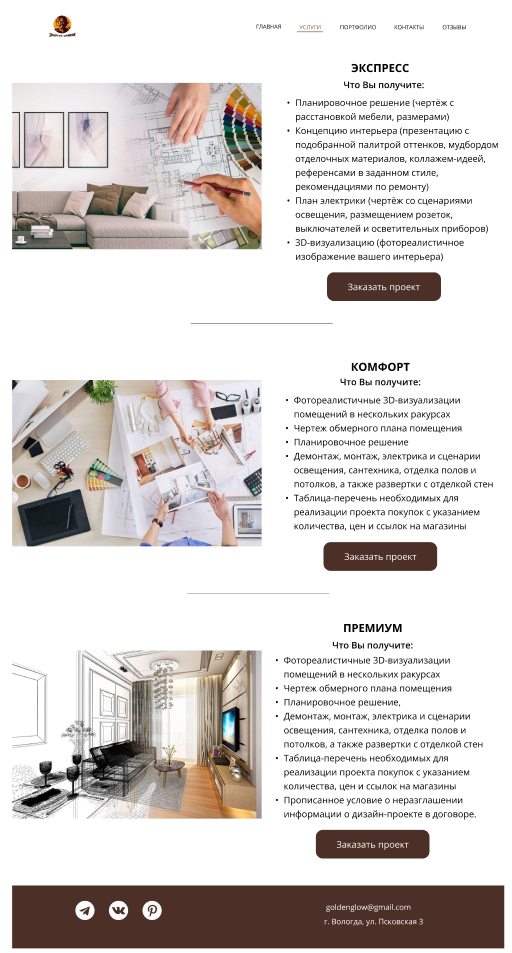 ГЛАВНАЯ УСЛУГИ ПОРТФОЛИО КОНТАКТЫ ОТЗЫВЫ
ЭКСПРЕСС
Что Вы получите:
• Планировочное решение (чертёж с
расстановкой мебели, размерами)
• Концепцию интерьера (презентацию с
подобранной палитрой оттенков, мудбордом
отделочных материалов, коллажем-идеей,
референсами в заданном стиле,
рекомендациями по ремонту)
• План электрики (чертёж со сценариями
освещения, размещением розеток,
выключателей и осветительных приборов)
• 3D-визуализацию (фотореалистичное
изображение вашего интерьера)
Заказать проект
КОМФОРТ
Что Вы получите:
• Фотореалистичные 3D-визуализации
помещений в нескольких ракурсах
• Чертеж обмерного плана помещения
• Планировочное решение
• Демонтаж, монтаж, электрика и сценарии
освещения, сантехника, отделка полов и
потолков, а также развертки с отделкой стен
• Таблица-перечень необходимых для
реализации проекта покупок с указанием
количества, цен и ссылок на магазины
Заказать проект
ПРЕМИУМ
Что Вы получите:
• Фотореалистичные 3D-визуализации
помещений в нескольких ракурсах
• Чертеж обмерного плана помещения
• Планировочное решение,
• Демонтаж, монтаж, электрика и сценарии
освещения, сантехника, отделка полов и
потолков, а также развертки с отделкой стен
• Таблица-перечень необходимых для
реализации проекта покупок с указанием
количества, цен и ссылок на магазины
• Прописанное условие о неразглашении
информации о дизайн-проекте в договоре.
Заказать проект
goldenglow@gmail.com
г. Вологда, ул. Псковская 3